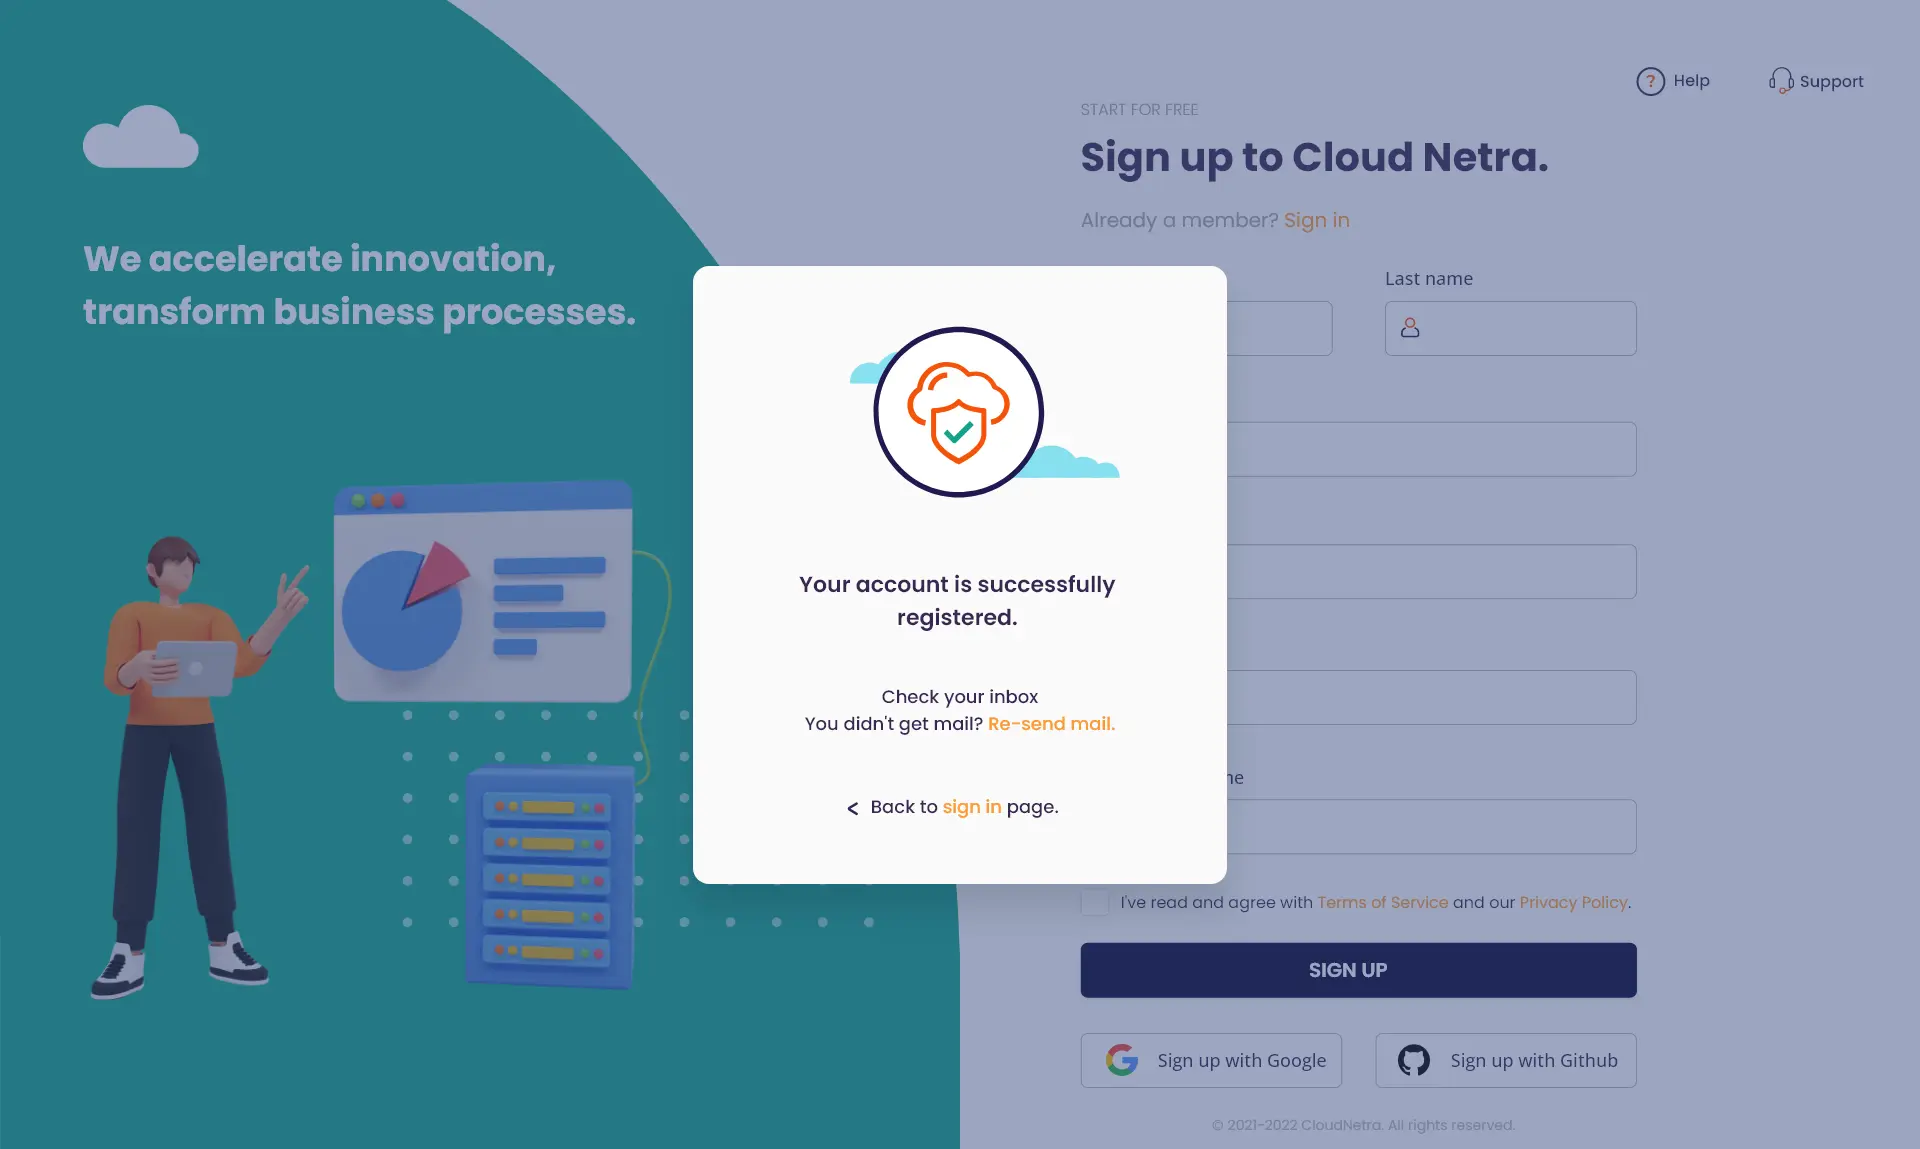 Help
Support
START FOR FREE
Sign up to Cloud Netra.
Already a member? Sign in
We accelerate innovation,
transform business processes.
Last name
Your account is successfully
registered.
Check your inbox
You didn't get mail? Re-send mail.
< Back to sign in page.
I've read and agree with Terms of Service and our Privacy Policy.
SIGN UP
Sign up with Google
Sign up with Github
© 2021-2022 CloudNetra. All rights reserved.